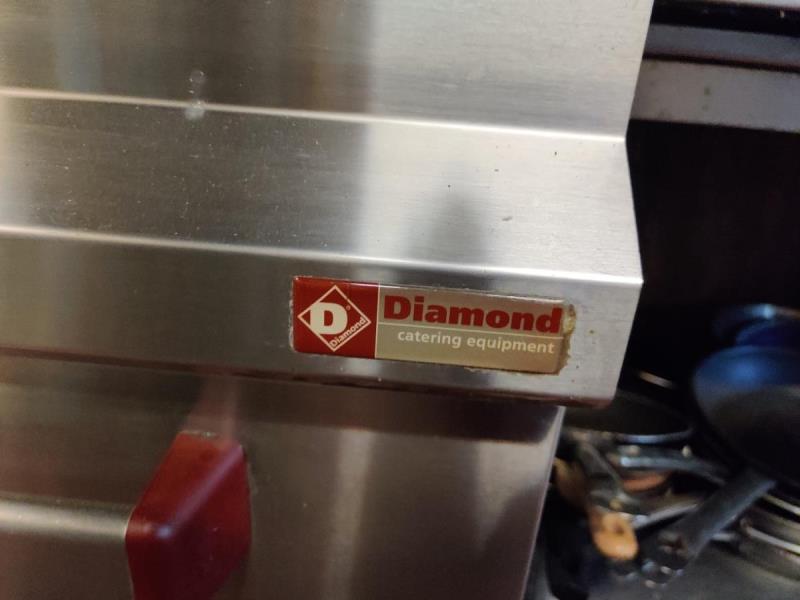 D®
Diamond
Diamond
catering equipment